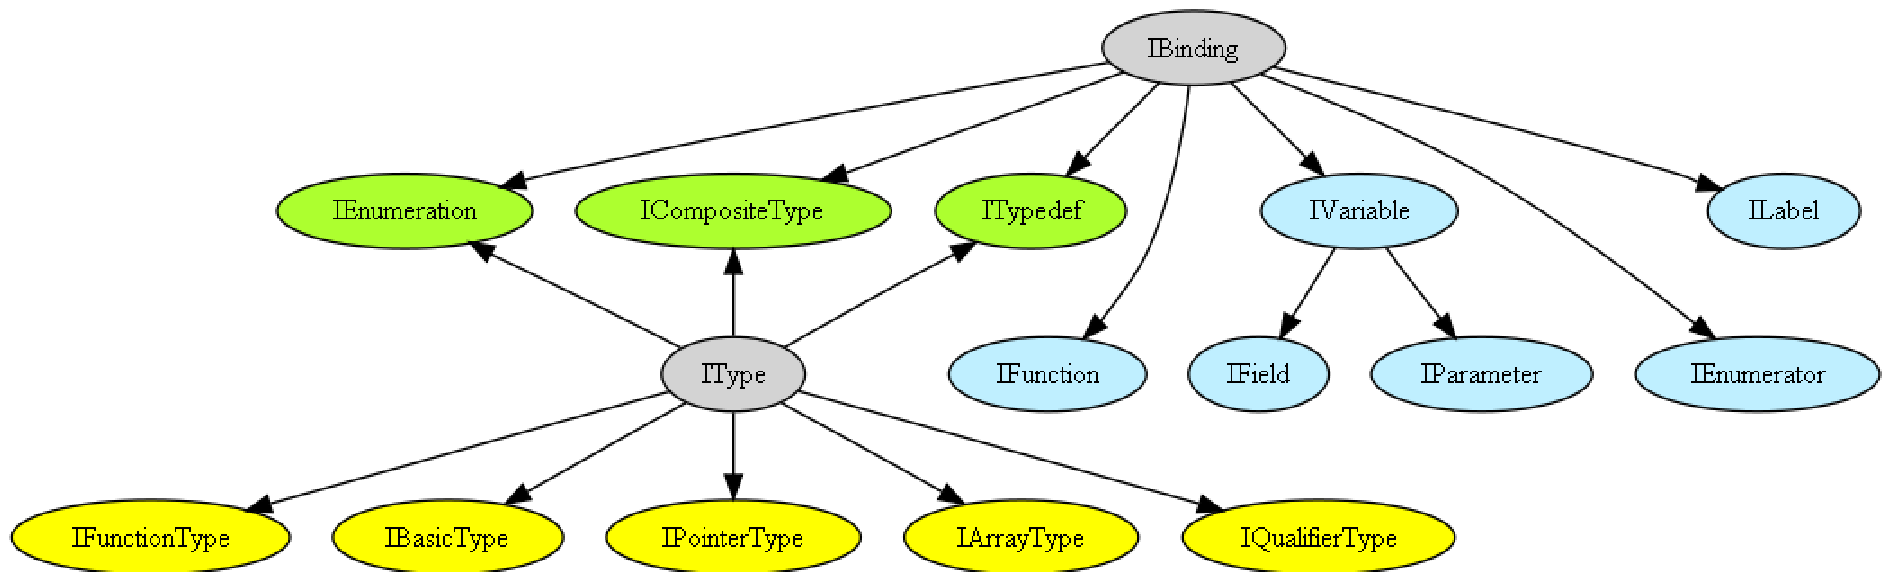 IBinding
IEnumeration
ICompositeType
ITypedef
IVariable
ILabel
IType
IFunction
IField
IParameter
IEnumerator
IFunctionType
IBasicType
IPointerType
IArrayType
IQualifierType